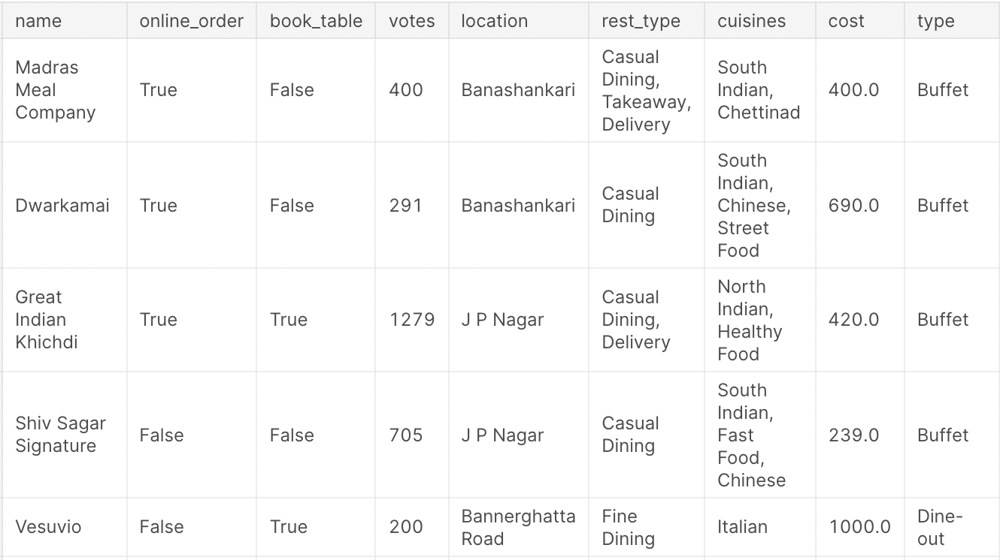 name online_order book_table votes location rest_type cuisines cost type
Madras
Meal
Company
True
False
400
Banashankari
Casual
Dining,
Takeaway,
Delivery
South
Indian,
Chettinad
400.0
Buffet
Dwarkamai
True
False
291
Banashankari
Casual
Dining
South
Indian,
Chinese,
Street
Food
690.0
Buffet
Great
Indian
Khichdi
True
True
1279
J P Nagar
Casual
Dining,
Delivery
North
Indian,
Healthy
Food
420.0
Buffet
Shiv Sagar
Signature
False
False
705
J P Nagar
Casual
Dining
South
Indian,
Fast
Food,
Chinese
239.0
Buffet
Vesuvio
False
True
200
Bannerghatta
Road
Fine
Dining
Italian
1000.0
Dine-
out